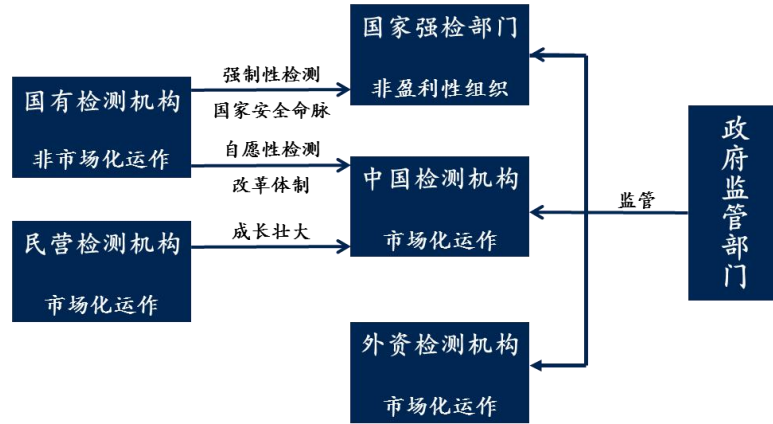 国家强检部门
非盈利性组织
强制性检测
国家安全命脉
国有检测机构
非市场化运作
自愿性检测
改革体制
中国检测机构
市场化运作
民营检测机构
市场化运作
成长壮大
外资检测机构
市场化运作
监管
政府监管部门